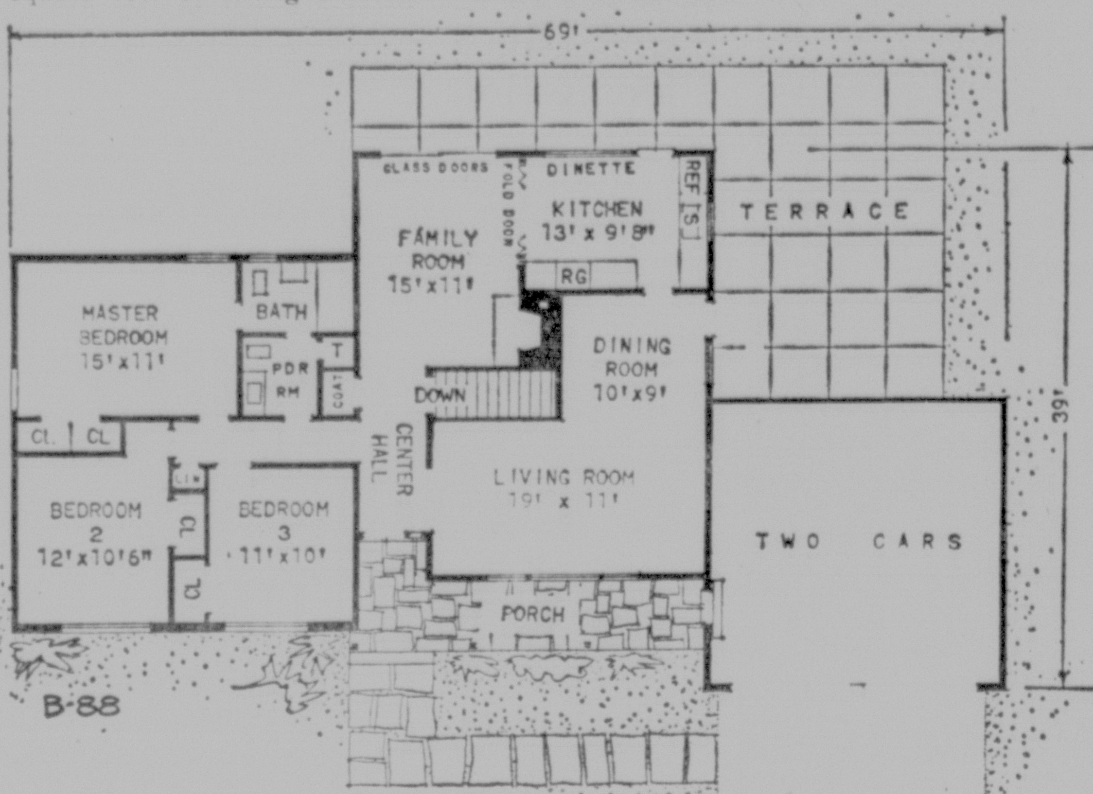 69'
GLASS DOORS
FOLD DOOR
DINETTE
KITCHEN
13' x 9'8"
REF
S
TERRACE
FAMILY
ROOM
15'x11'
RG
MASTER
BEDROOM
15'x11'
BATH
PDR
RM
T
COAT
DOWN
DINING
ROOM
10'x9'
39'
CL.
CL
CENTER
HALL
LIVING ROOM
19' x 11'
BEDROOM
2
12'x10'6"
CL
CL
BEDROOM
3
11'x10'
TWO CARS
PORCH
B-88